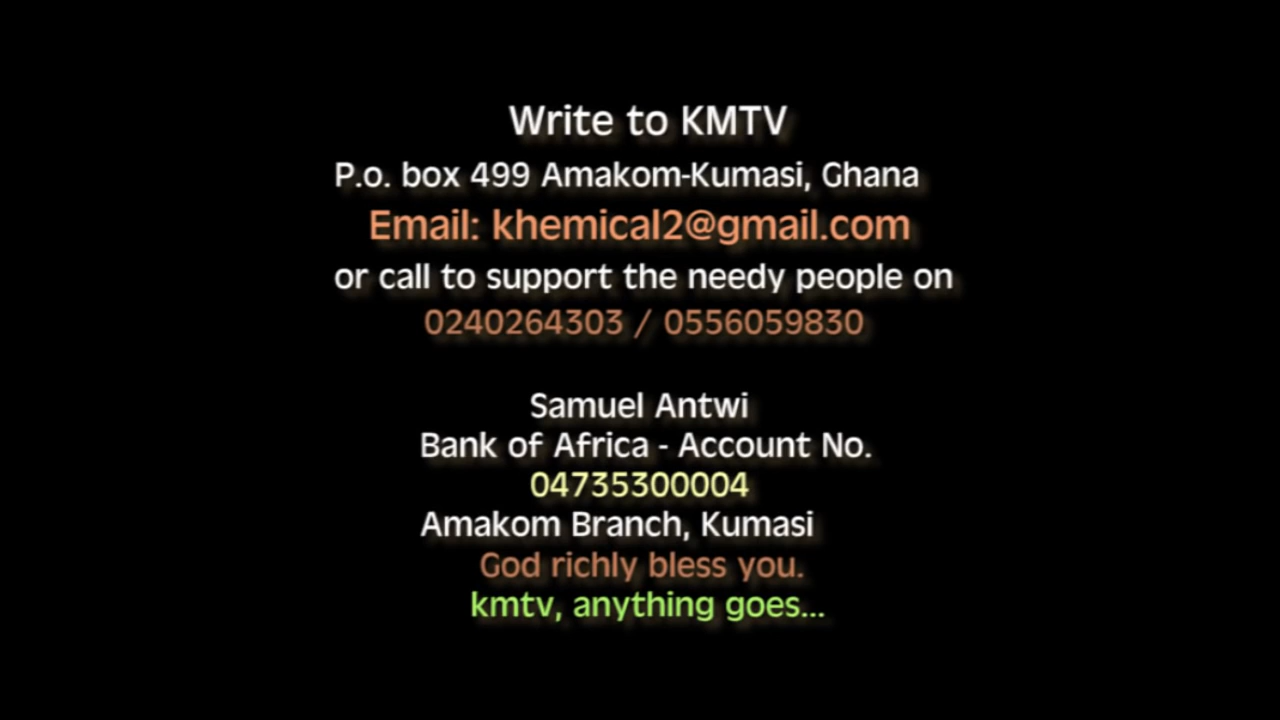 Write to KMTV
P.o. box 499 Amakom-Kumasi, Ghana
Email: khemical2@gmail.com
or call to support the needy people on
0240264303 / 0556059830
Samuel Antwi
Bank of Africa - Account No.
04735300004
Amakom Branch, Kumasi
God richly bless you.
kmtv, anything goes...